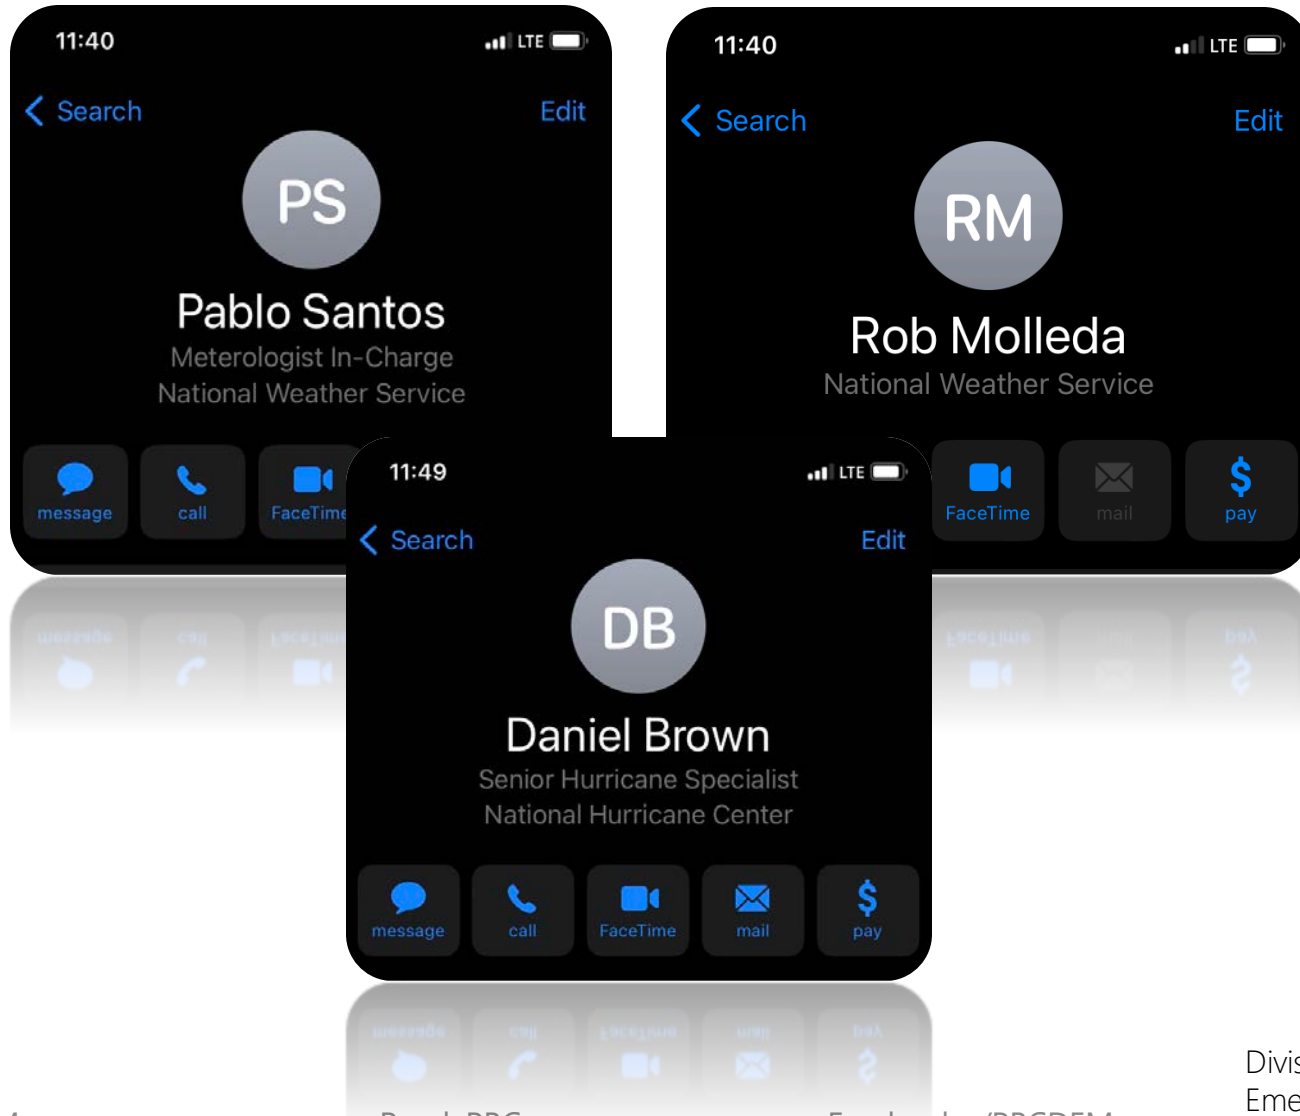 11:40
LTE
Search
Edit
PS
Pablo Santos
Meterologist In-Charge
National Weather Service
message
call
FaceTime
11:40
LTE
Search
Edit
RM
Rob Molleda
National Weather Service
FaceTime
mail
pay
11:49
LTE
Search
Edit
DB
Daniel Brown
Senior Hurricane Specialist
National Hurricane Center
message
call
FaceTime
mail
pay